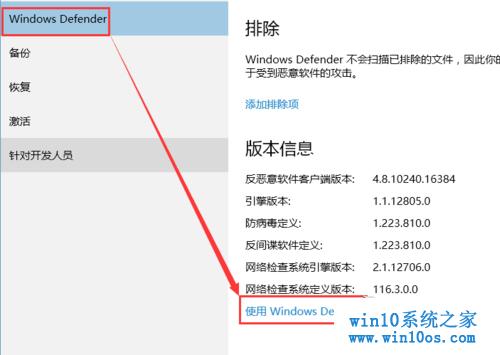 Windows Defender
备份
恢复
激活
针对开发人员
排除
Windows Defender 不会扫描已排除的文件，因此你的
于受到恶意软件的攻击。
添加排除项
版本信息
反恶意软件客户端版本: 4.8.10240.16384
引擎版本: 1.1.12805.0
防病毒定义: 1.223.810.0
反间谍软件定义: 1.223.810.0
网络检查系统引擎版本: 2.1.12706.0
网络检查系统定义版本: 116.3.0.0
使用 Windows De
win10系统之家
www.win10os.com